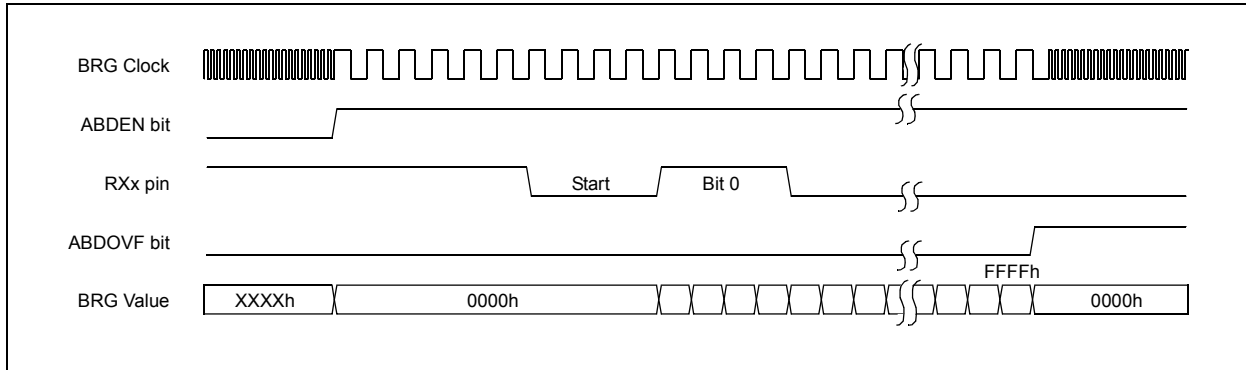 BRG Clock
ABDEN bit
RXx pin
Start
Bit 0
ABDOVF bit
FFFFh
BRG Value
XXXXh
0000h
0000h